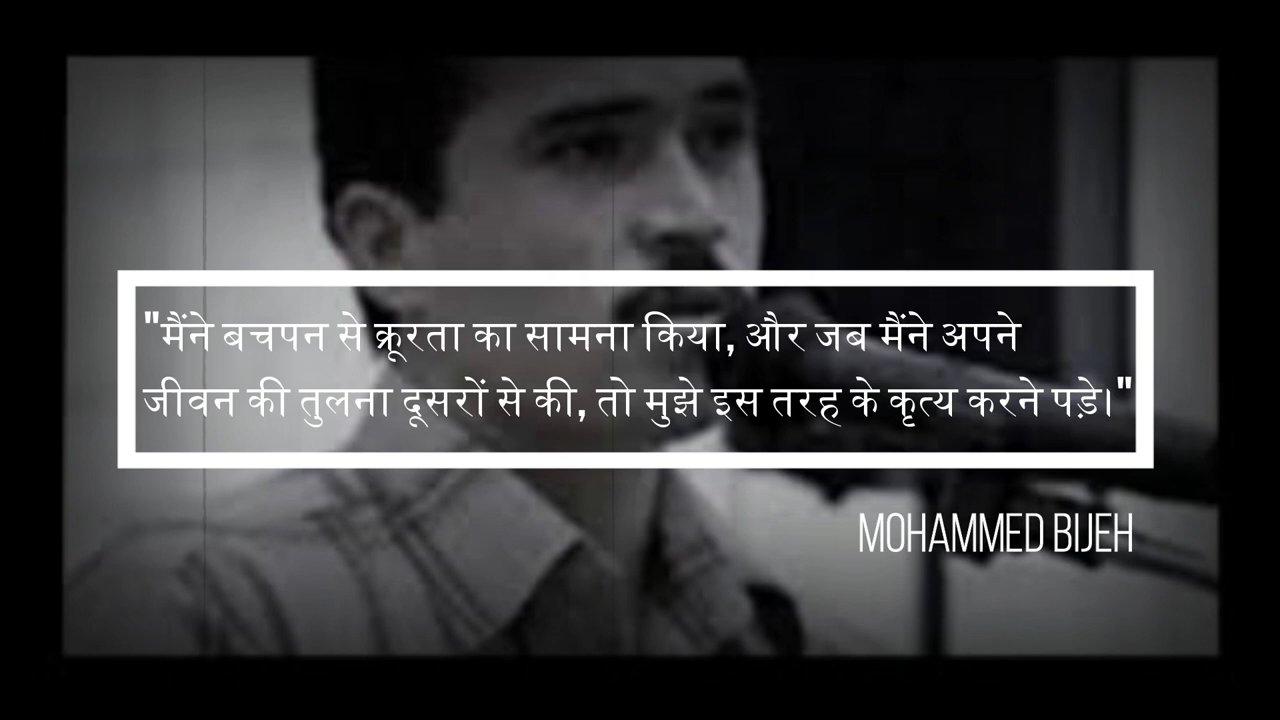 "मैंने बचपन से क्रूरता का सामना किया, और जब मैंने अपने
जीवन की तुलना दूसरों से की, तो मुझे इस तरह के कृत्य करने पड़े।"
MOHAMMED BIJEH